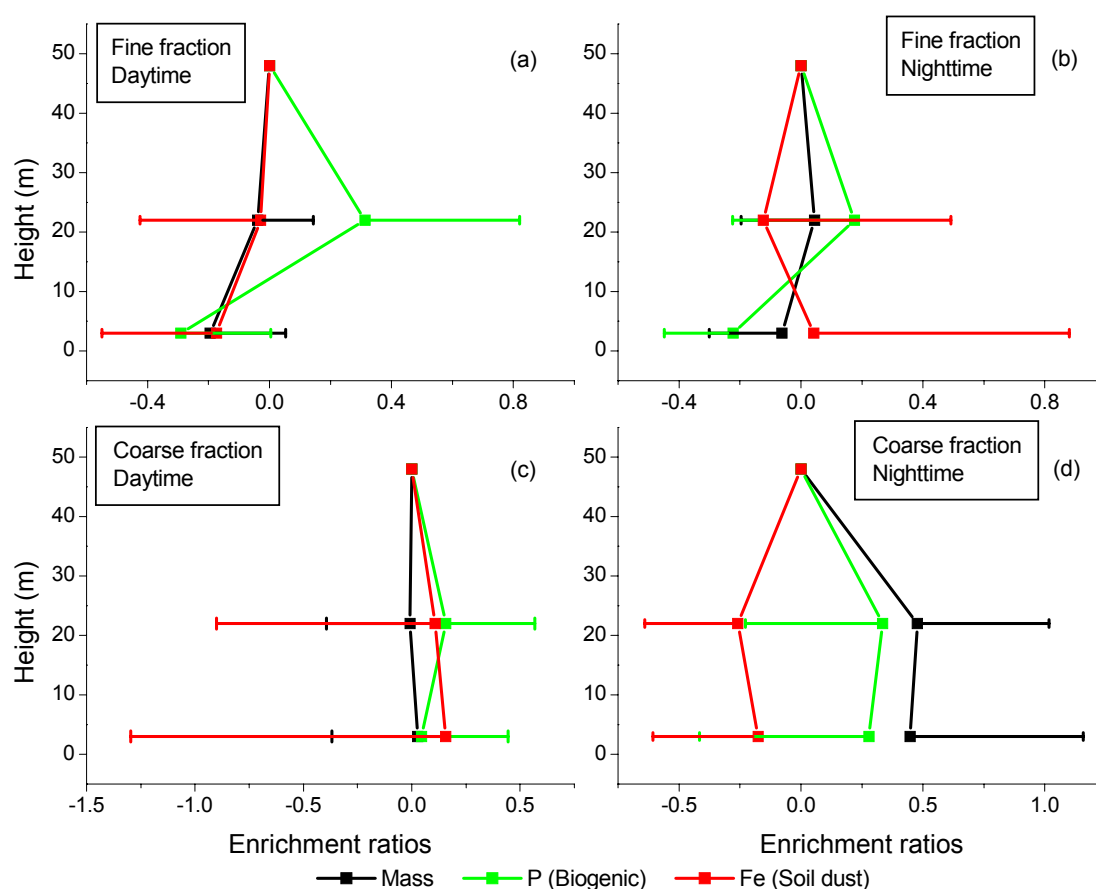 Fine fraction
Daytime
(a)
Fine fraction
Nighttime
(b)
50
40
30
20
10
0
Height (m)
-0.4
0.0
0.4
0.8
50
40
30
20
10
0
-0.4
0.0
0.4
0.8
Coarse fraction
Daytime
(c)
Coarse fraction
Nighttime
(d)
50
40
30
20
10
0
Height (m)
-1.5
-1.0
-0.5
0.0
0.5
50
40
30
20
10
0
-0.5
0.0
0.5
1.0
Enrichment ratios
Enrichment ratios
Mass
P (Biogenic)
Fe (Soil dust)